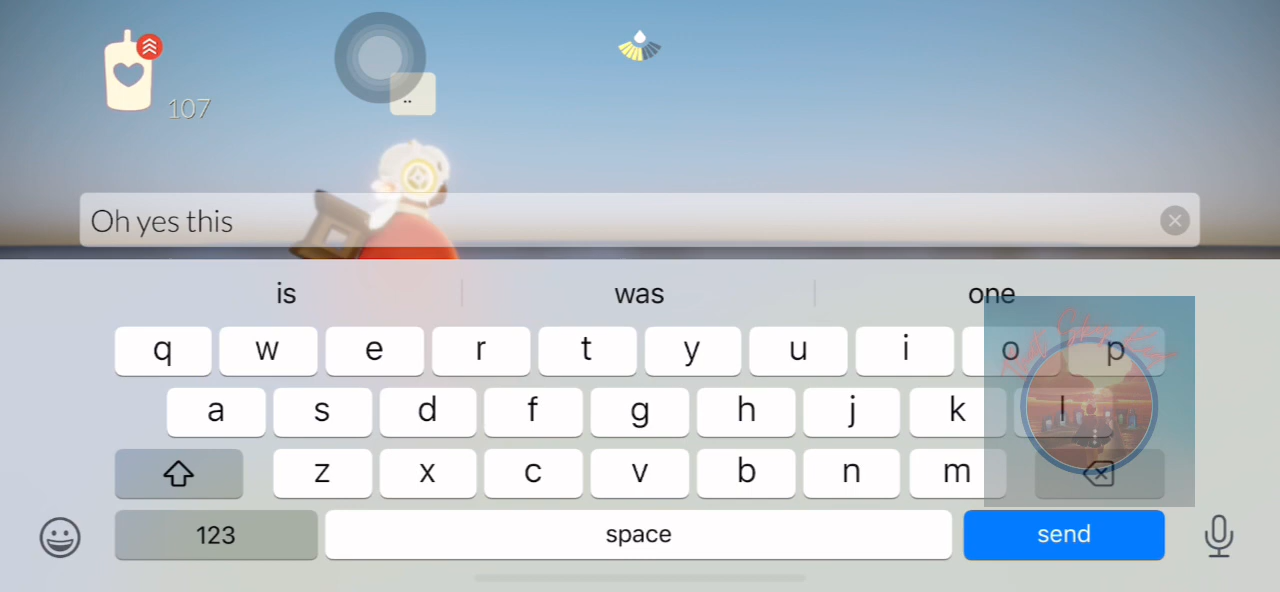 107
..
Oh yes this
is was one
q w e r t y u i o p
a s d f g h j k l
z x c v b n m
123 space send